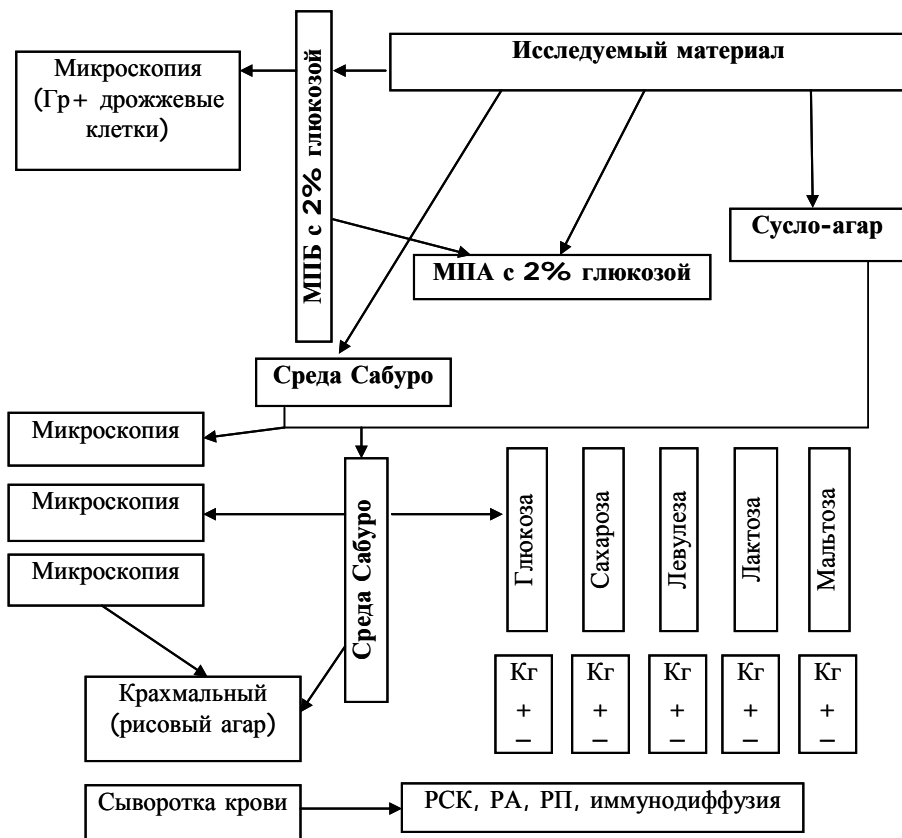 Исследуемый материал
Микроскопия
(Гр+ дрожжевые
клетки)
МПБ с 2% глюкозой
Сусло-агар
МПА с 2% глюкозой
Среда Сабуро
Микроскопия
Микроскопия
Микроскопия
Среда Сабуро
Глюкоза
Сахароза
Левулеза
Лактоза
Мальтоза
Крахмальный
(рисовый агар)
Кг Кг Кг Кг Кг
+ + + + +
– – – – –
Сыворотка крови
РСК, РА, РП, иммунодиффузия